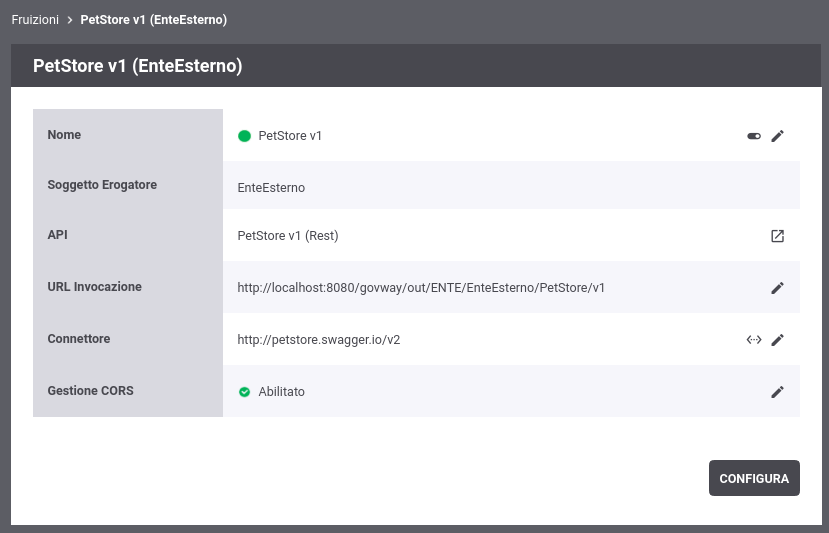 Fruizioni > PetStore v1 (EnteEsterno)
PetStore v1 (EnteEsterno)
Nome PetStore v1
Soggetto Erogatore EnteEsterno
API PetStore v1 (Rest)
URL Invocazione http://localhost:8080/govway/out/ENTE/EnteEsterno/PetStore/v1
Connettore http://petstore.swagger.io/v2
Gestione CORS Abilitato
CONFIGURA